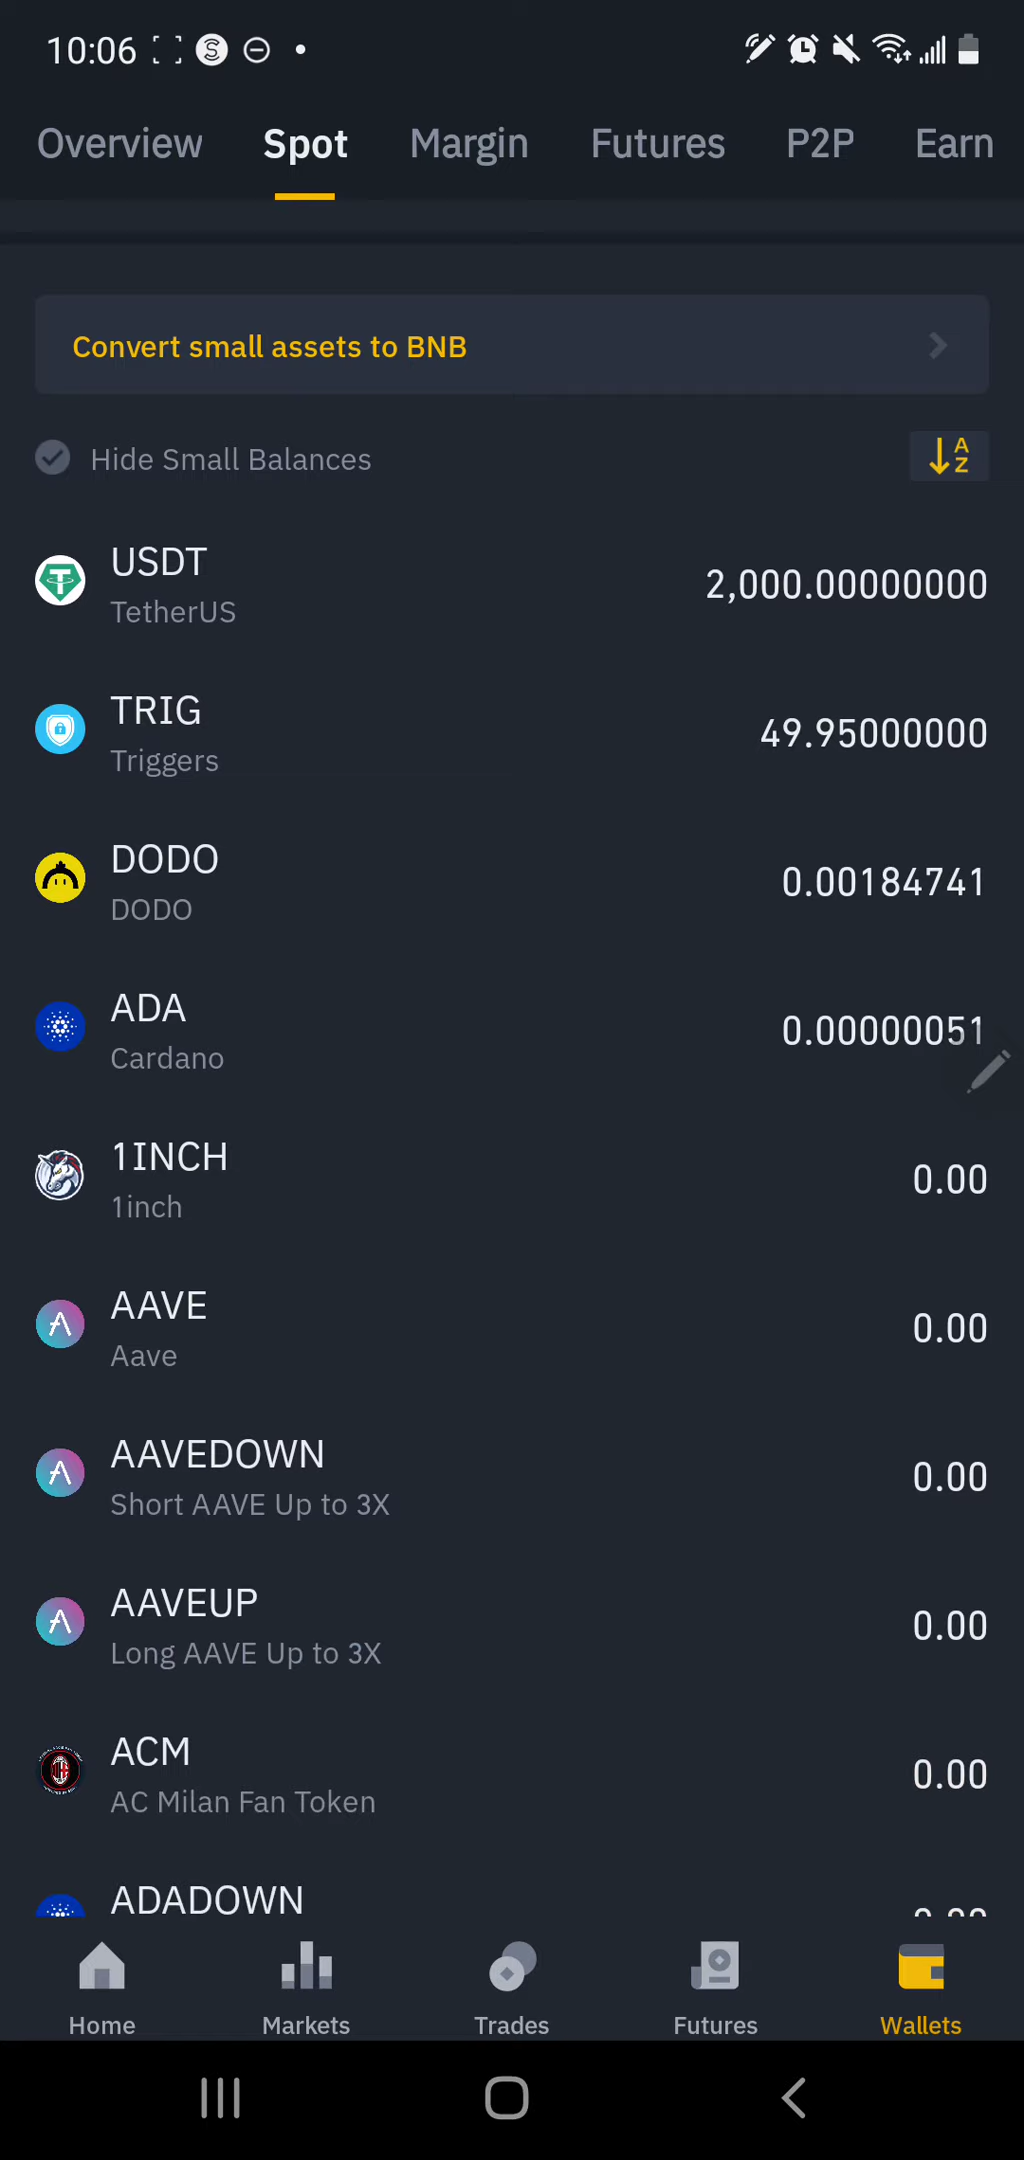 10:06
Overview Spot Margin Futures P2P Earn
Convert small assets to BNB
Hide Small Balances
A
Z
USDT
TetherUS
2,000.00000000
TRIG
Triggers
49.95000000
DODO
DODO
0.00184741
ADA
Cardano
0.00000051
1INCH
1inch
0.00
AAVE
Aave
0.00
AAVEDOWN
Short AAVE Up to 3X
0.00
AAVEUP
Long AAVE Up to 3X
0.00
ACM
AC Milan Fan Token
0.00
ADADOWN
Home Markets Trades Futures Wallets